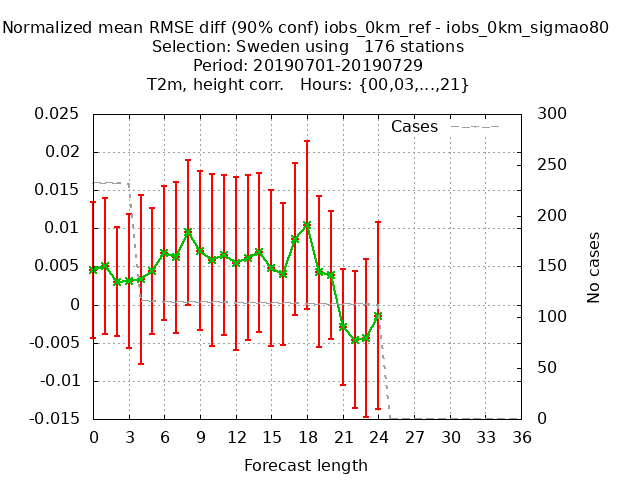 Normalized mean RMSE diff (90% conf) iobs_0km_ref - iobs_0km_sigmao80
Selection: Sweden using   176 stations
Period: 20190701-20190729
T2m, height corr.   Hours: {00,03,...,21}
Cases
0.025
0.02
0.015
0.01
0.005
0
-0.005
-0.01
-0.015
300
250
200
150
100
50
0
No cases
0 3 6 9 12 15 18 21 24 27 30 33 36
Forecast length